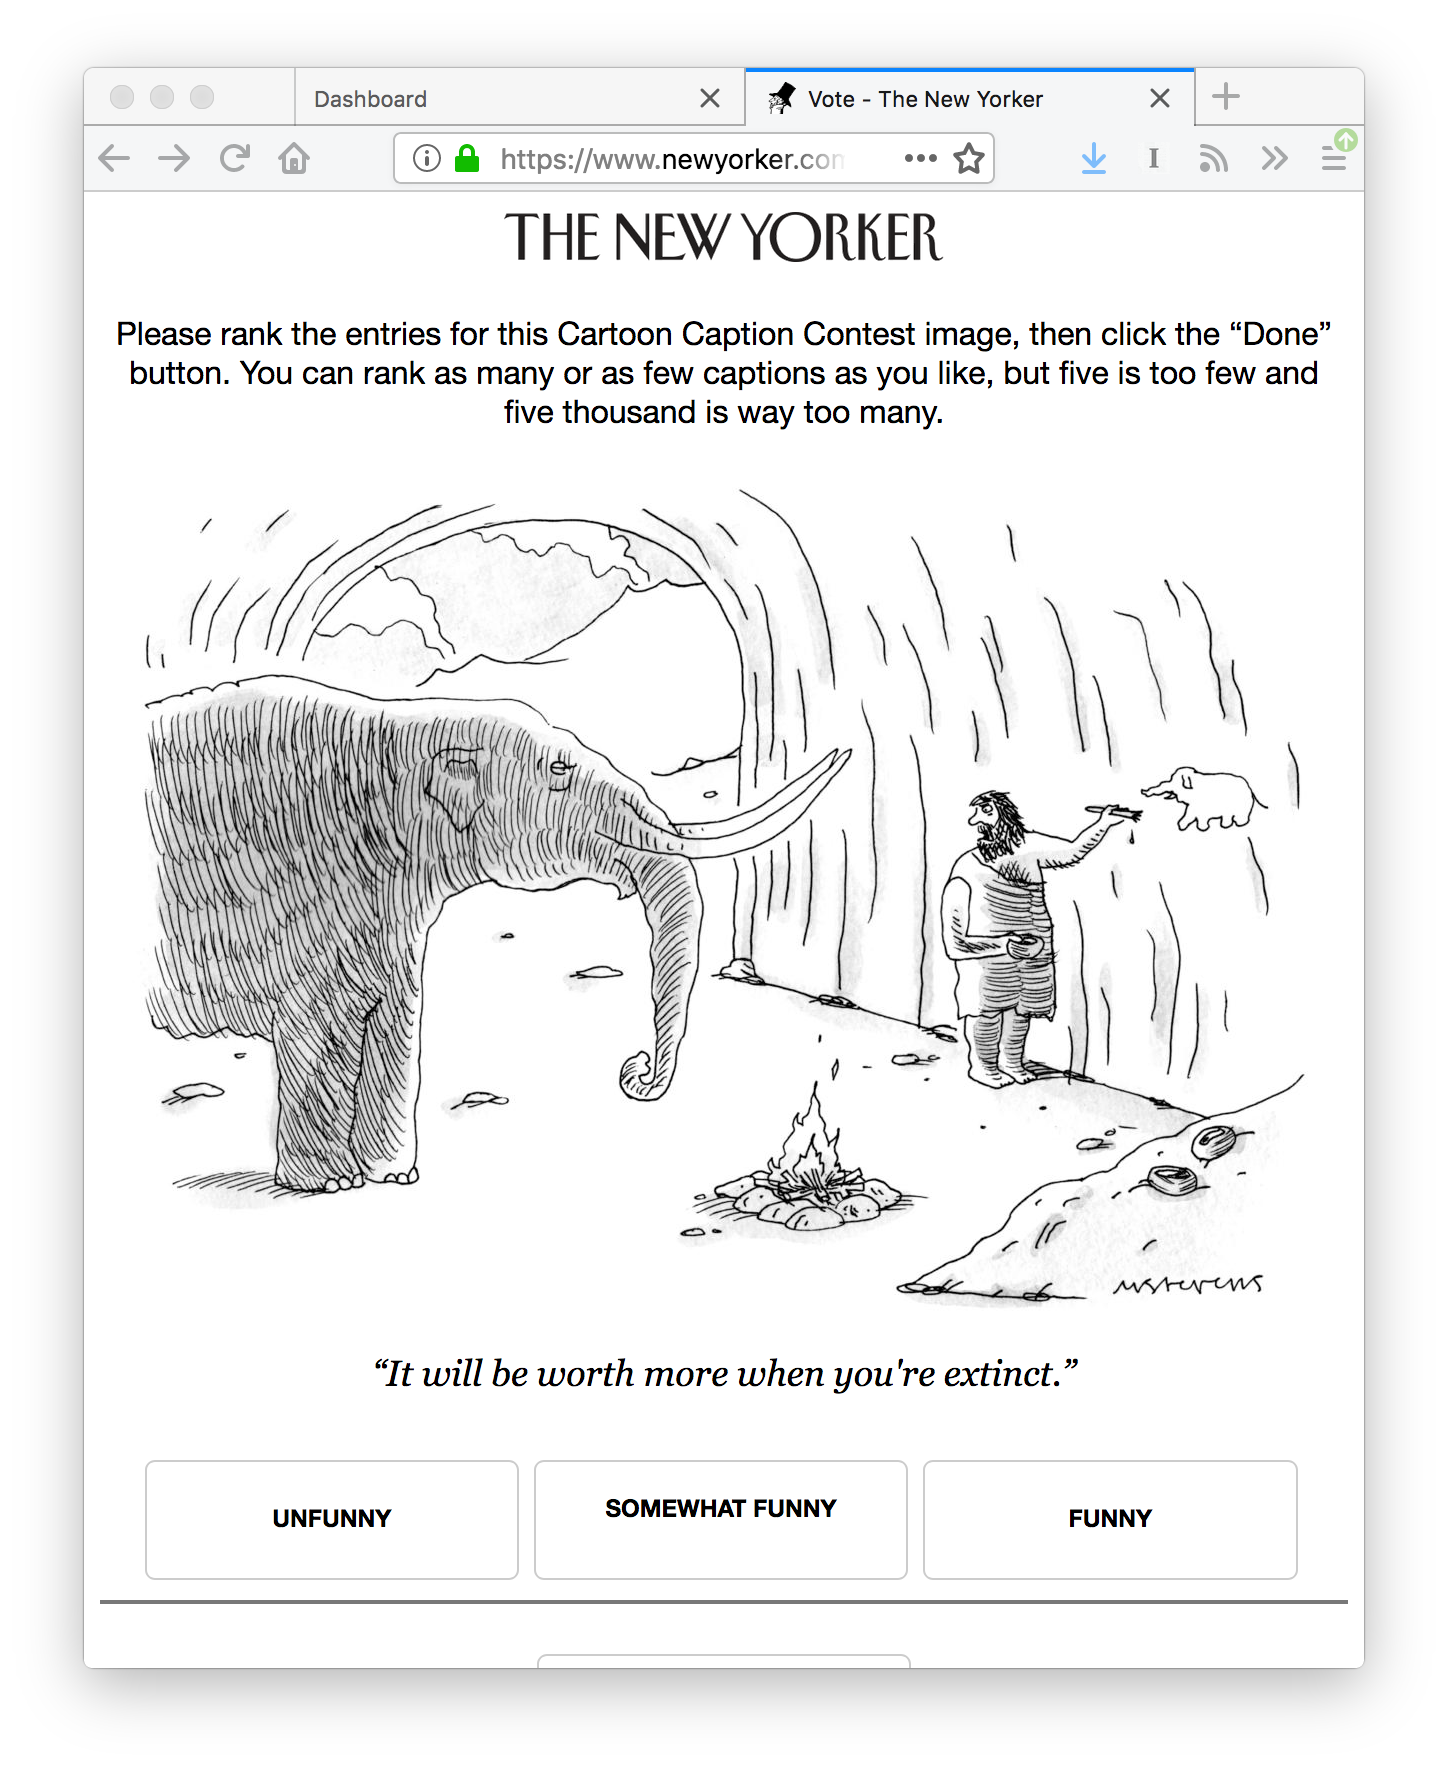 Dashboard
Vote - The New Yorker
https://www.newyorker.con
I
THE NEW YORKER
Please rank the entries for this Cartoon Caption Contest image, then click the “Done”
button. You can rank as many or as few captions as you like, but five is too few and
five thousand is way too many.
MSTEVENS
“It will be worth more when you're extinct.”
UNFUNNY
SOMEWHAT FUNNY
FUNNY